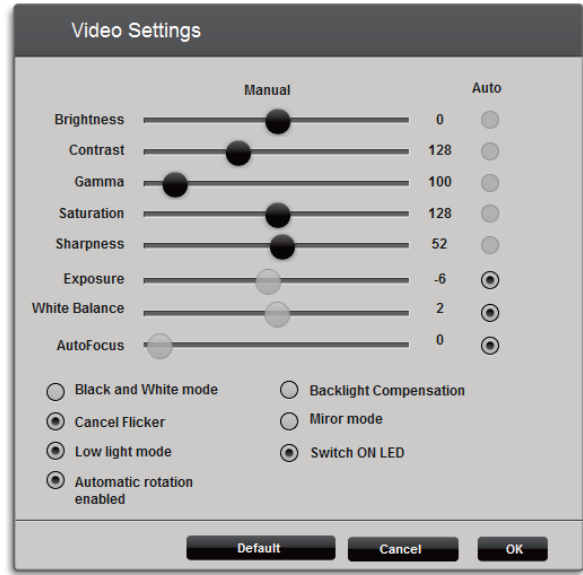 Video Settings
Manual Auto
Brightness 0
Contrast 128
Gamma 100
Saturation 128
Sharpness 52
Exposure -6
White Balance 2
AutoFocus 0
Black and White mode Backlight Compensation
Cancel Flicker Miror mode
Low light mode Switch ON LED
Automatic rotation
enabled
Default Cancel OK